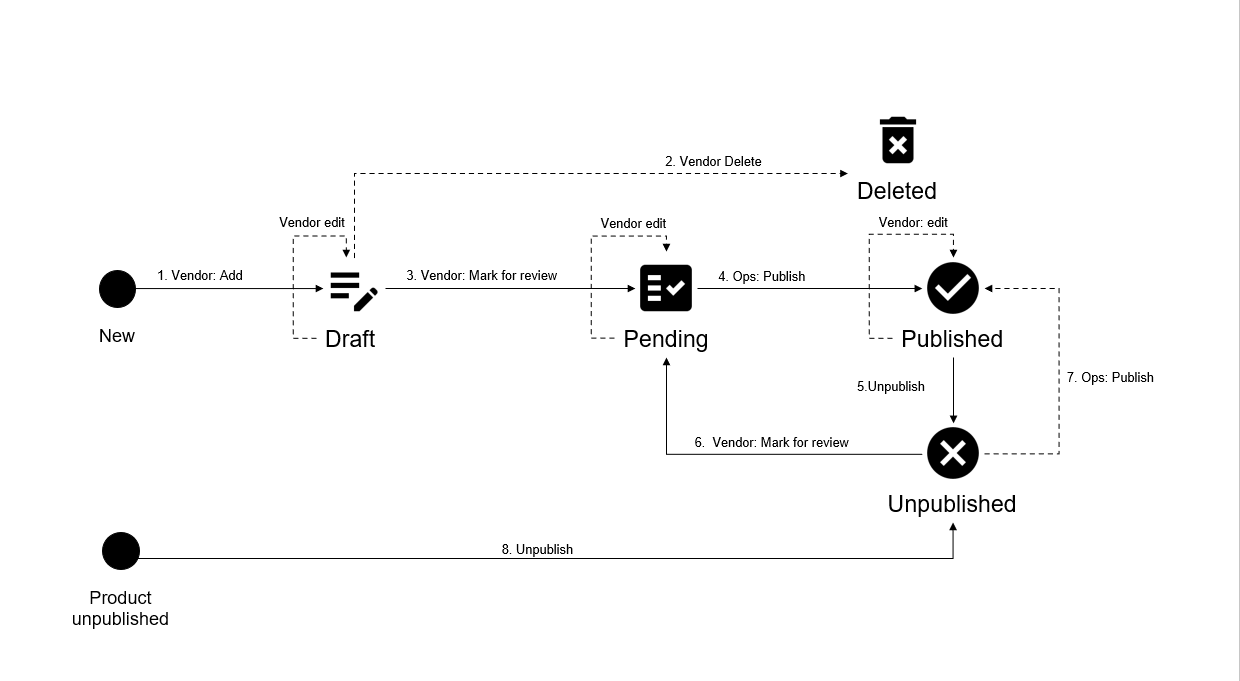 2. Vendor Delete
Deleted
Vendor edit
Vendor edit
Vendor: edit
1. Vendor: Add
3. Vendor: Mark for review
4. Ops: Publish
New
Draft
Pending
Published
5.Unpublish
7. Ops: Publish
6.  Vendor: Mark for review
Unpublished
8. Unpublish
Product
unpublished